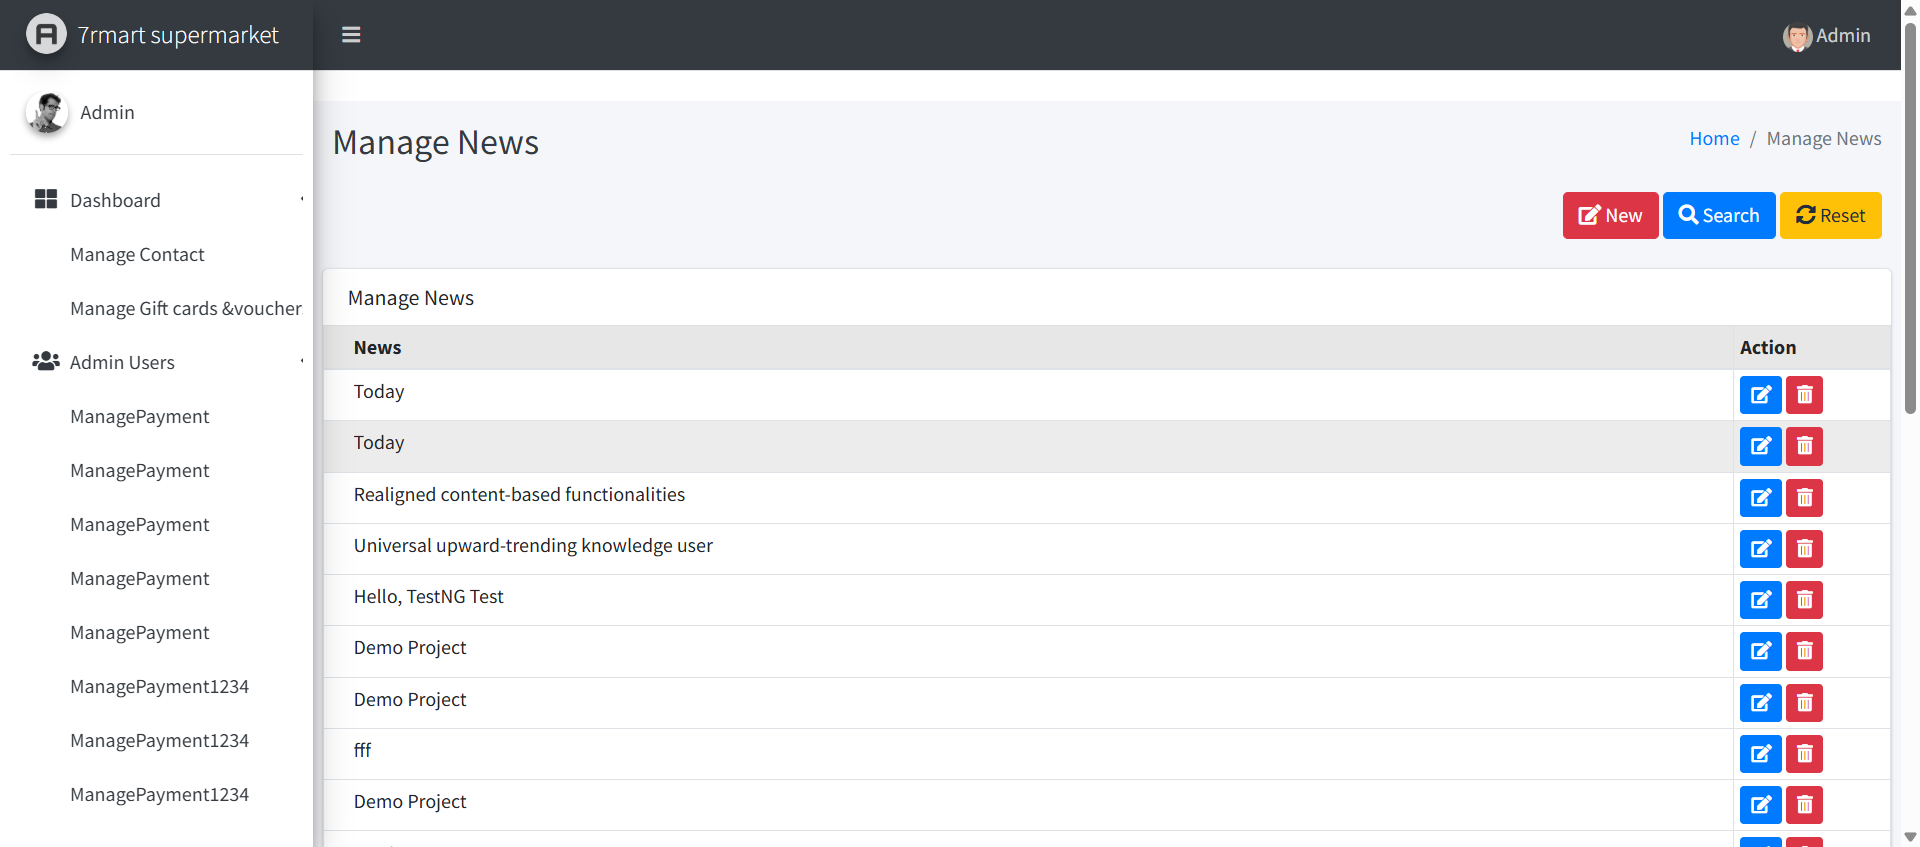 7rmart supermarket
Admin
Admin
Dashboard
Manage Contact
Manage Gift cards &voucher
Admin Users
ManagePayment
ManagePayment
ManagePayment
ManagePayment
ManagePayment
ManagePayment1234
ManagePayment1234
ManagePayment1234
Manage News
Home / Manage News
New Search Reset
Manage News
News Action
Today
Today
Realigned content-based functionalities
Universal upward-trending knowledge user
Hello, TestNG Test
Demo Project
Demo Project
fff
Demo Project